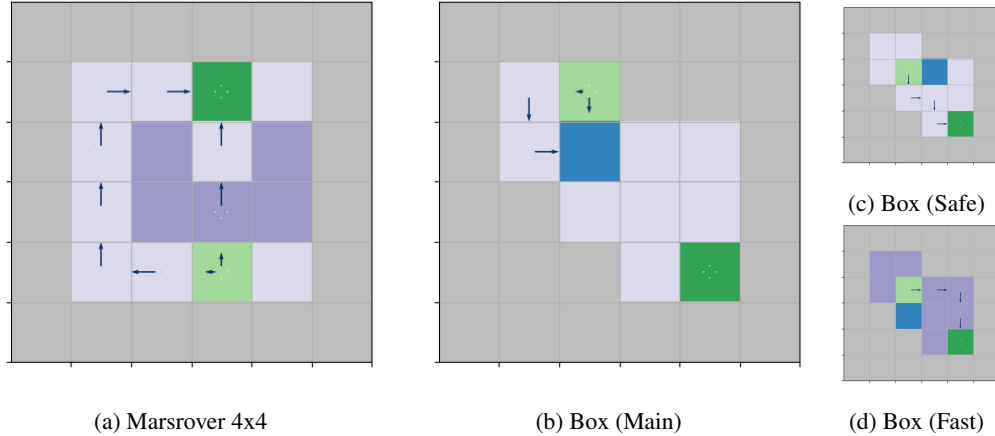 (c) Box (Safe)
(a) Marsrover 4x4
(b) Box (Main)
(d) Box (Fast)